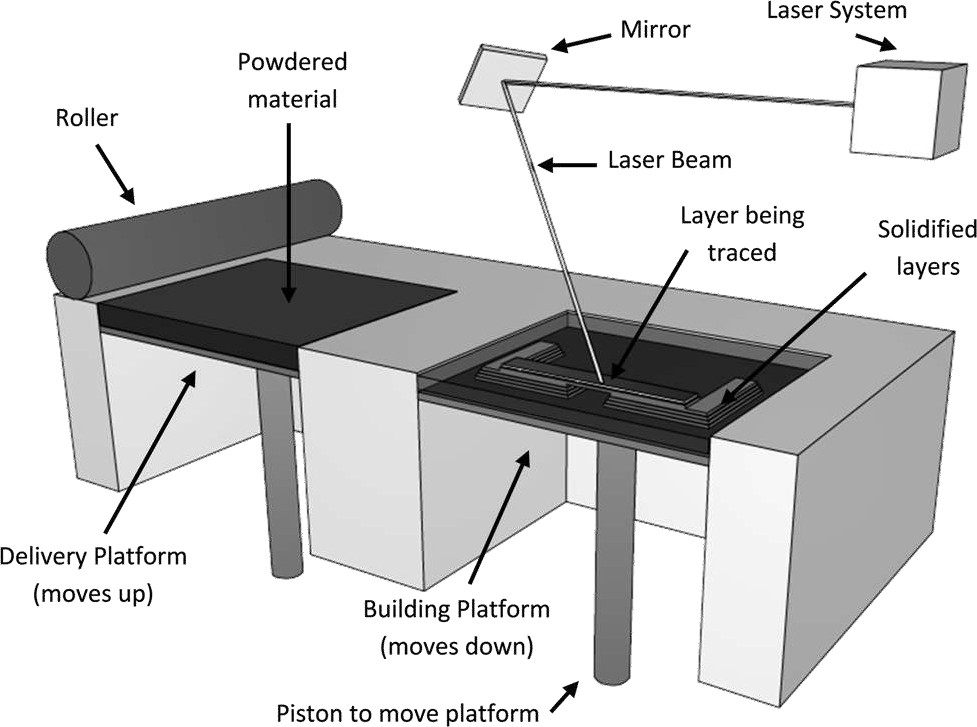 Laser System
Mirror
Powdered
material
Roller
Laser Beam
Layer being
traced
Solidified
layers
Delivery Platform
(moves up)
Building Platform
(moves down)
Piston to move platform